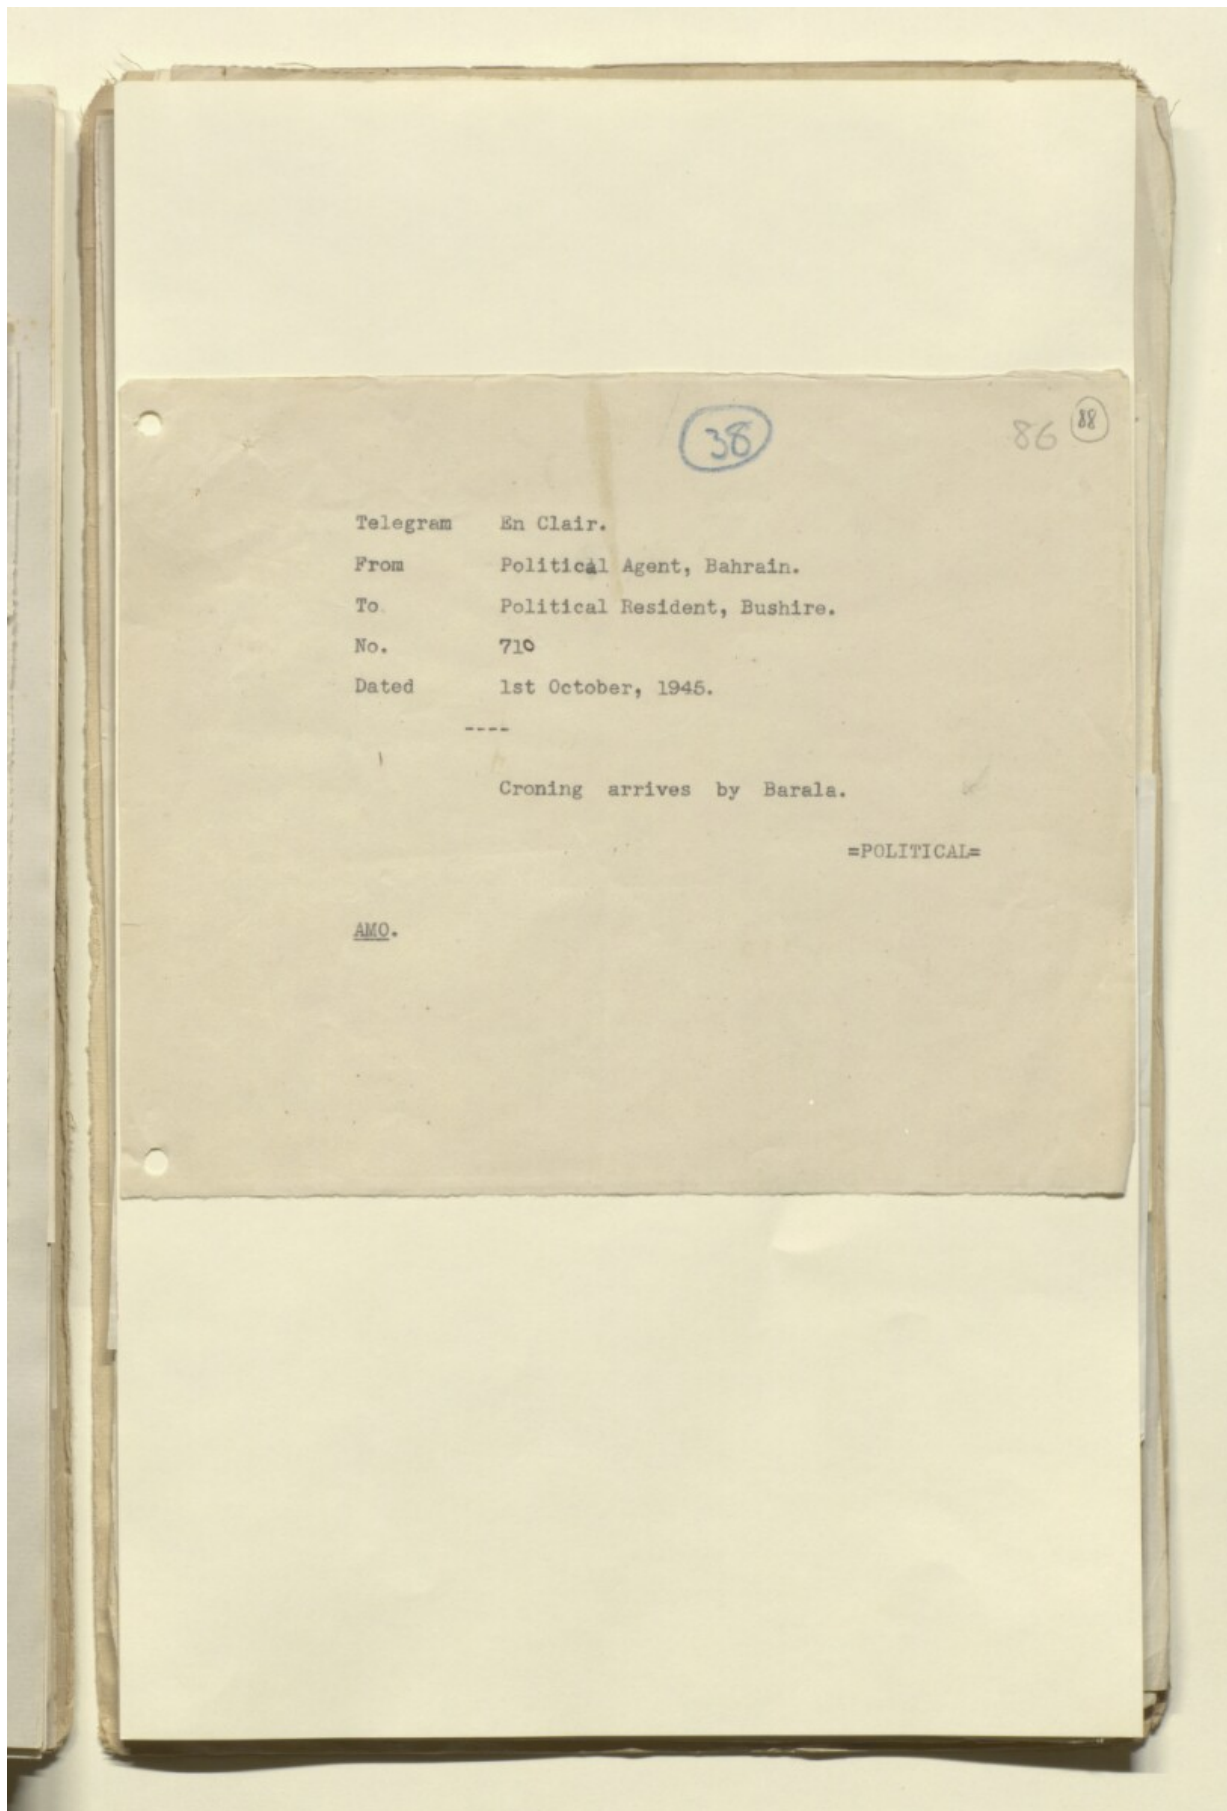 38
86 88
Telegram En Clair.
From Political Agent, Bahrain.
To Political Resident, Bushire.
No. 710
Dated 1st October, 1945.
----
Croning arrives by Barala.
=POLITICAL=
AMO.